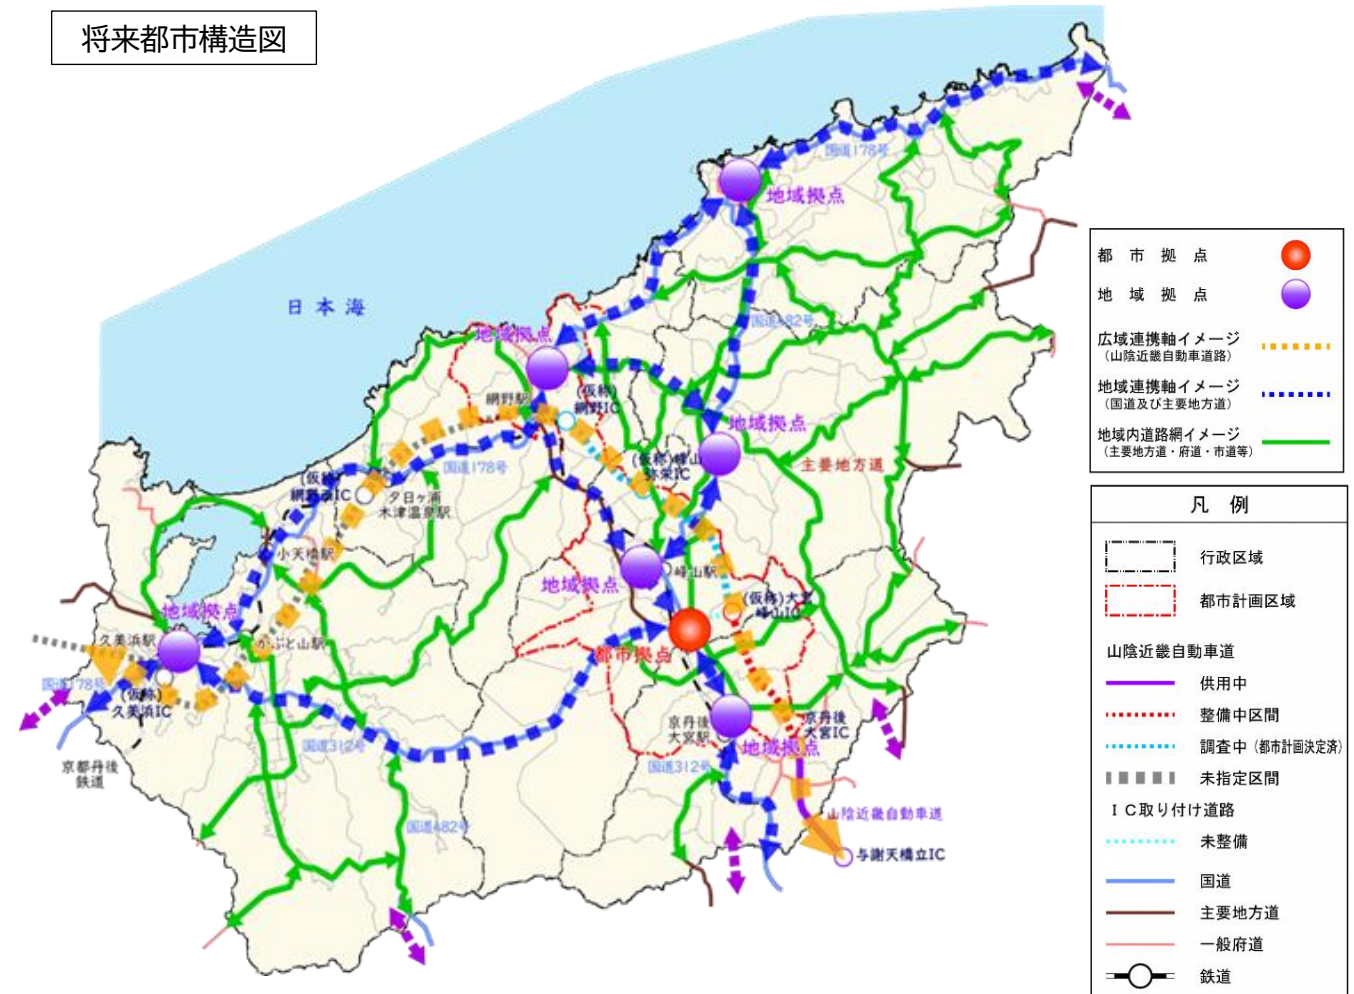 将来都市構造図
国道178号
地域拠点
日本海
国道482号
地域拠点
網野駅
(仮称)
網野IC
地域拠点
(仮称)峰山
弥栄IC
主要地方道
国道178号
(仮称)
網野西IC
夕日ヶ浦
木津温泉駅
小天橋駅
地域拠点
峰山駅
(仮称)大宮
峰山IC
地域拠点
久美浜駅
かぶと山駅
都市拠点
国道178号
(仮称)
久美浜IC
京丹後
大宮駅
京丹後
大宮IC
地域拠点
国道312号
国道312号
京都丹後
鉄道
国道482号
山陰近畿自動車道
与謝天橋立IC
都市拠点
地域拠点
広域連携軸イメージ
(山陰近畿自動車道路)
地域連携軸イメージ
(国道及び主要地方道)
地域内道路網イメージ
(主要地方道・府道・市道等)
凡例
行政区域
都市計画区域
山陰近畿自動車道
供用中
整備中区間
調査中(都市計画決定済)
未指定区間
IC取り付け道路
未整備
国道
主要地方道
一般府道
鉄道